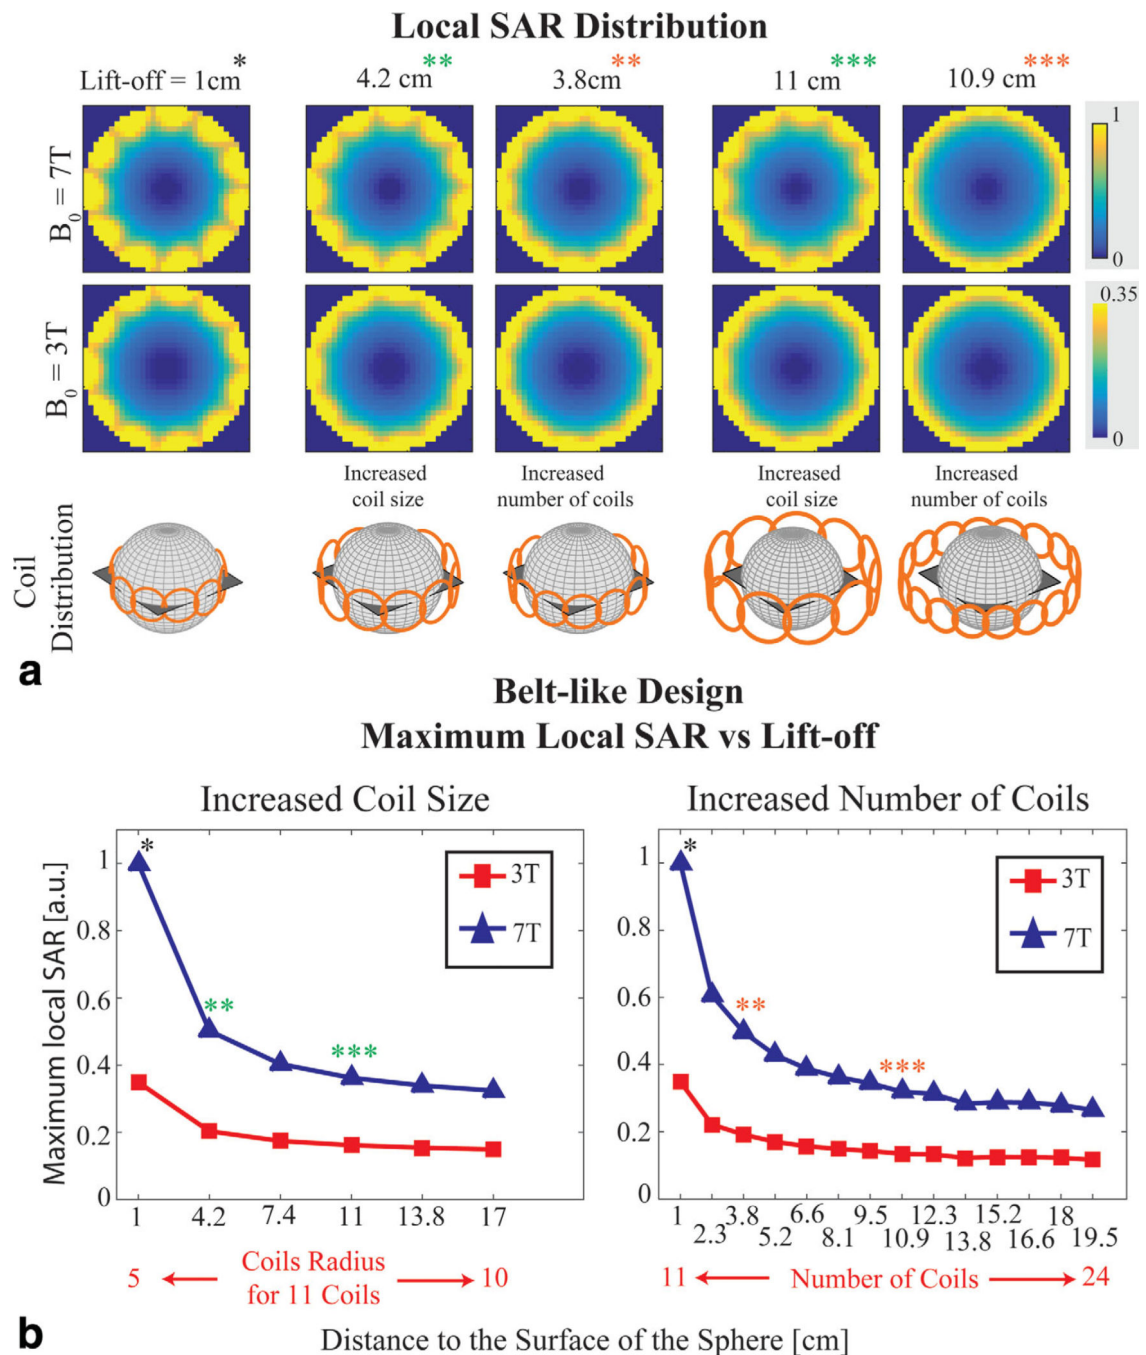 Local SAR Distribution
Lift-off = 1cm* 4.2 cm** 3.8cm** 11 cm*** 10.9 cm***
B0 = 7T
1
0
B0 = 3T
0.35
0
Increased coil size
Increased number of coils
Increased coil size
Increased number of coils
Coil Distribution
a
Belt-like Design
Maximum Local SAR vs Lift-off
Increased Coil Size
Maximum local SAR [a.u.]
1
0.8
0.6
0.4
0.2
0
*
**
***
3T
7T
1 4.2 7.4 11 13.8 17
5 Coils Radius for 11 Coils 10
Increased Number of Coils
1
0.8
0.6
0.4
0.2
0
*
**
***
3T
7T
1 2.3 3.8 5.2 6.6 8.1 9.5 10.9 12.3 13.8 15.2 16.6 18 19.5
11 Number of Coils 24
b
Distance to the Surface of the Sphere [cm]